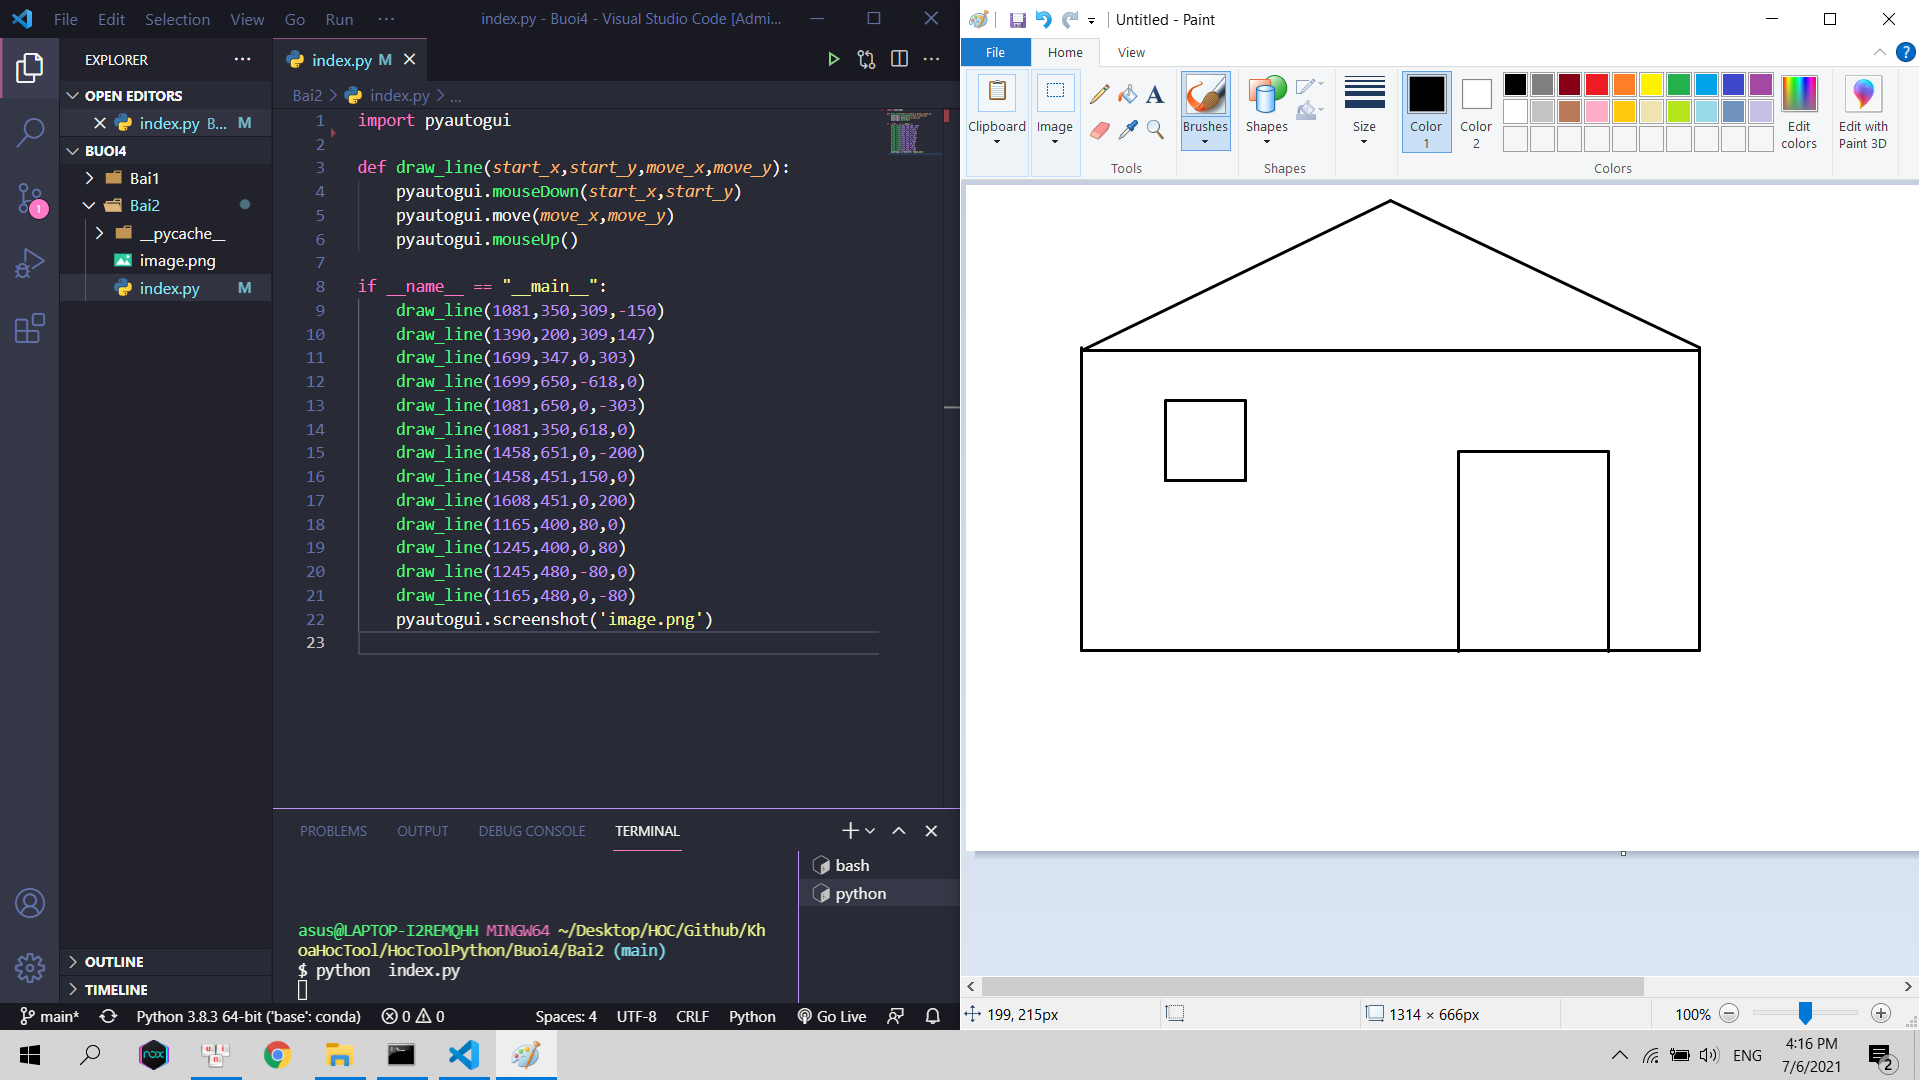 File Edit Selection View Go Run ··· index.py - Buoi4 - Visual Studio Code [Admi...
EXPLORER ···
OPEN EDITORS
index.py B... M
BUOI4
Bai1
Bai2
__pycache__
image.png
index.py M
OUTLINE
TIMELINE
index.py M
Bai2 > index.py > ...
1 import pyautogui
2
3 def draw_line(start_x,start_y,move_x,move_y):
4 pyautogui.mouseDown(start_x,start_y)
5 pyautogui.move(move_x,move_y)
6 pyautogui.mouseUp()
7
8 if __name__ == "__main__":
9 draw_line(1081,350,309,-150)
10 draw_line(1390,200,309,147)
11 draw_line(1699,347,0,303)
12 draw_line(1699,650,-618,0)
13 draw_line(1081,650,0,-303)
14 draw_line(1081,350,618,0)
15 draw_line(1458,651,0,-200)
16 draw_line(1458,451,150,0)
17 draw_line(1608,451,0,200)
18 draw_line(1165,400,80,0)
19 draw_line(1245,400,0,80)
20 draw_line(1245,480,-80,0)
21 draw_line(1165,480,0,-80)
22 pyautogui.screenshot('image.png')
23
PROBLEMS OUTPUT DEBUG CONSOLE TERMINAL
bash
python
asus@LAPTOP-I2REMQHH MINGW64 ~/Desktop/HOC/Github/Kh
oaHocTool/HocToolPython/Buoi4/Bai2 (main)
$ python  index.py
1
main* Python 3.8.3 64-bit ('base': conda) 0 0 Spaces: 4 UTF-8 CRLF Python Go Live
Untitled - Paint
File Home View
Clipboard Image Brushes Shapes Size Color Color Edit Edit with
1 2 colors Paint 3D
Tools Shapes Colors
199, 215px 1314 × 666px 100%
nox
ENG 4:16 PM
7/6/2021
2